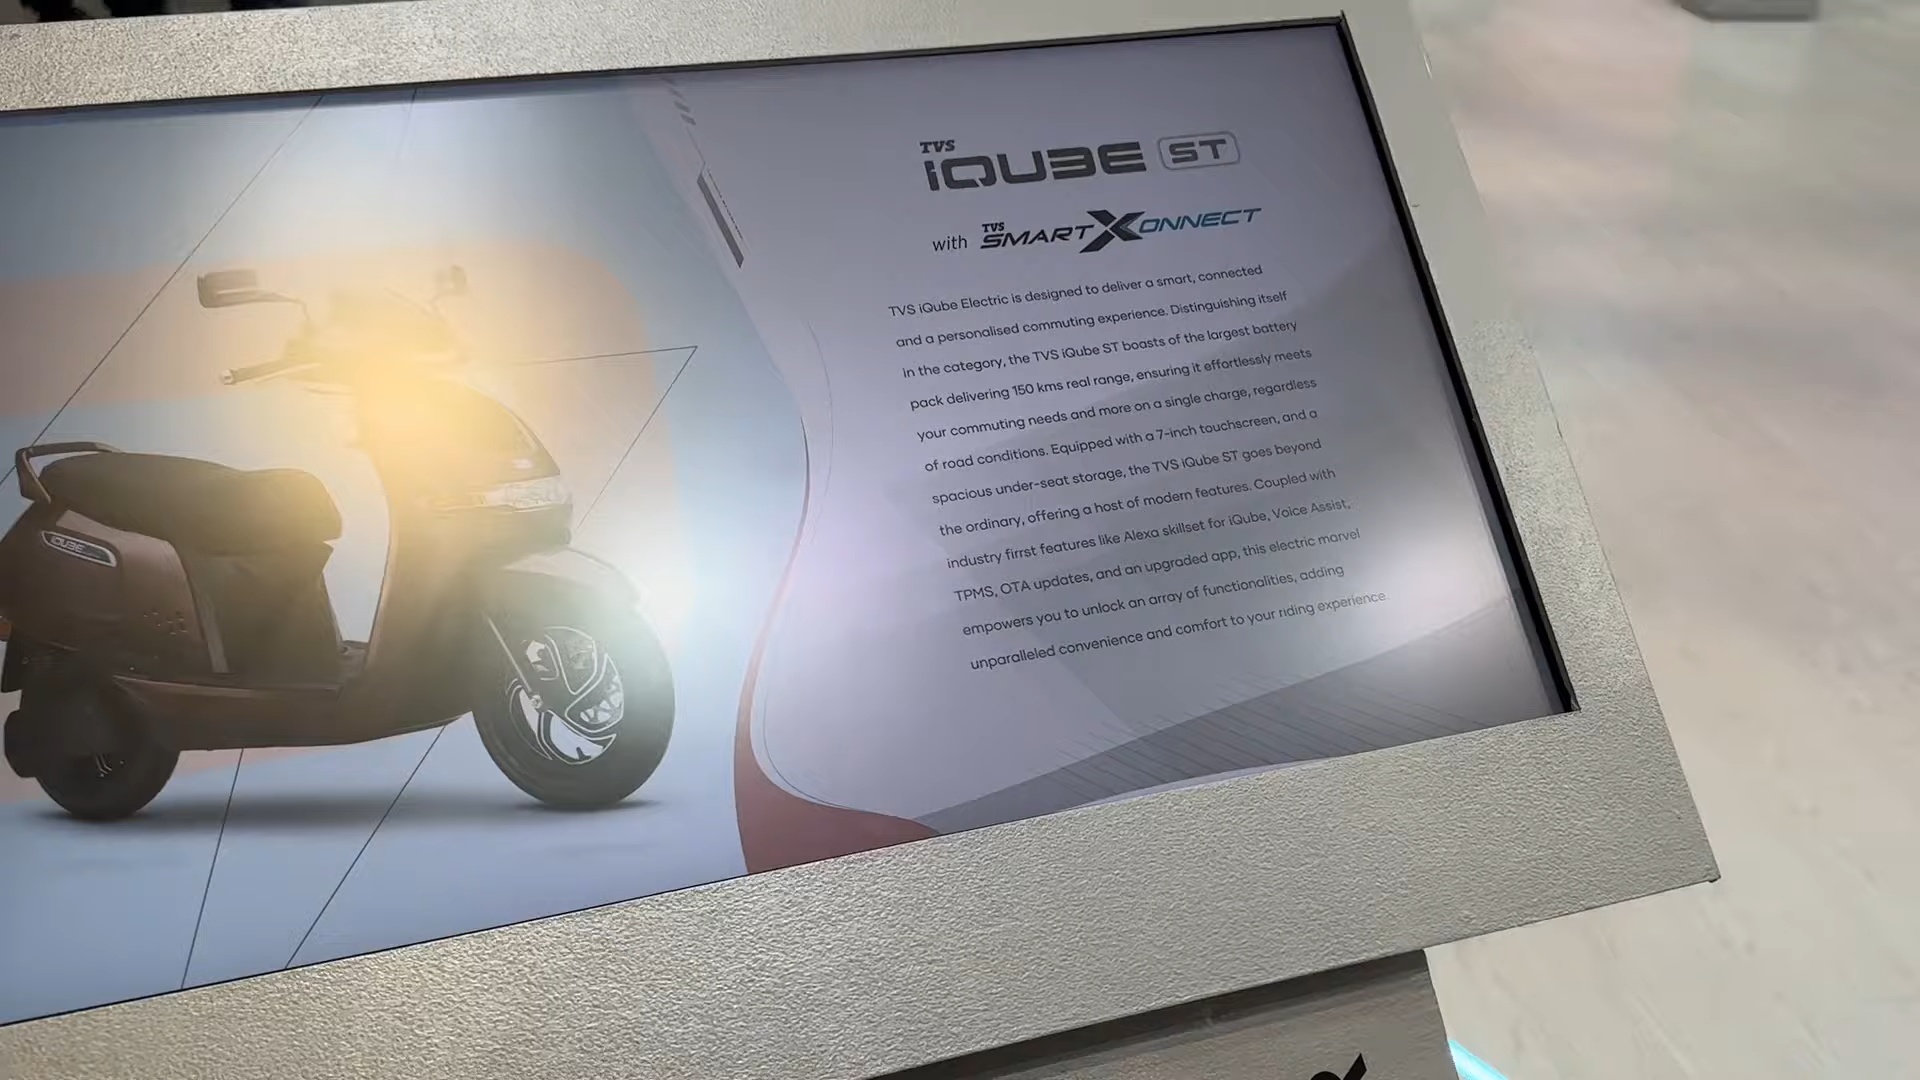 TVS
iQUBE ST
with TVS SMARTXONNECT
TVS iQube Electric is designed to deliver a smart, connected
and a personalised commuting experience. Distinguishing itself
in the category, the TVS iQube ST boasts of the largest battery
pack delivering 150 kms real range, ensuring it effortlessly meets
your commuting needs and more on a single charge, regardless
of road conditions. Equipped with a 7-inch touchscreen, and a
spacious under-seat storage, the TVS iQube ST goes beyond
the ordinary, offering a host of modern features. Coupled with
industry firrst features like Alexa skillset for iQube, Voice Assist,
TPMS, OTA updates, and an upgraded app, this electric marvel
empowers you to unlock an array of functionalities, adding
unparalleled convenience and comfort to your riding experience.
iQUBE